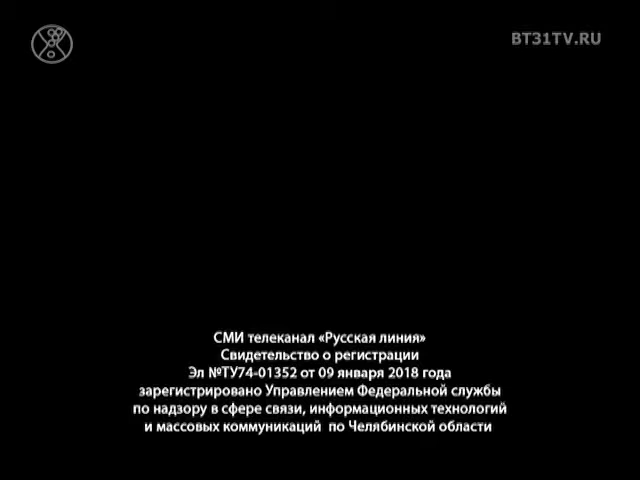 BT31TV.RU
СМИ телеканал «Русская линия»
Свидетельство о регистрации
Эл №ТУ74-01352 от 09 января 2018 года
зарегистрировано Управлением Федеральной службы
по надзору в сфере связи, информационных технологий
и массовых коммуникаций по Челябинской области